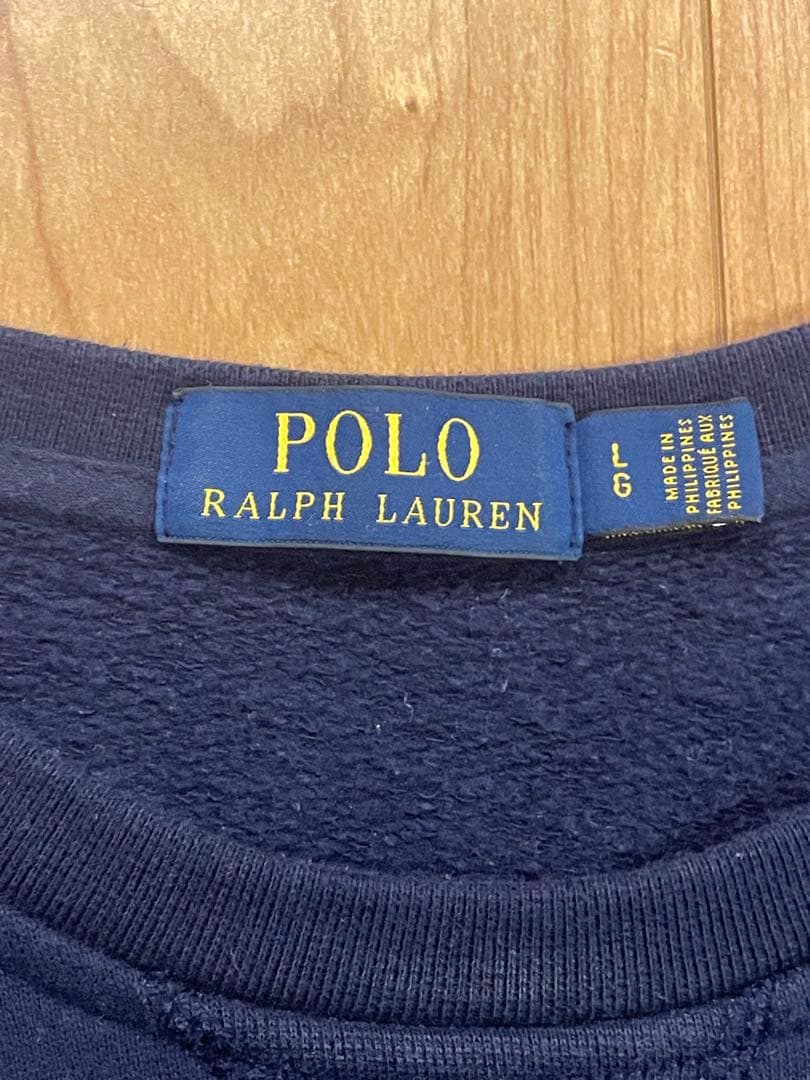 POLO
RALPH LAUREN
L
G
MADE IN
PHILIPPINES
FABRIQUÉ AUX
PHILIPPINES